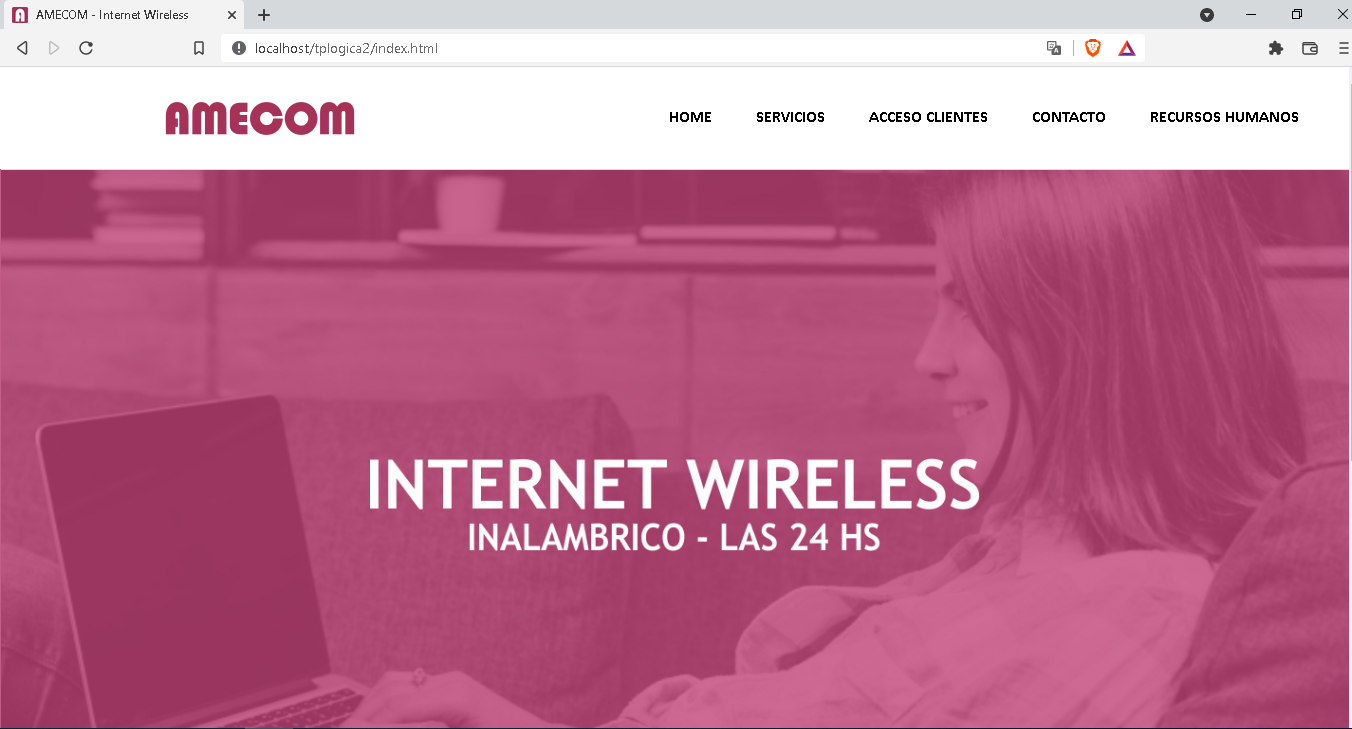 AMECOM - Internet Wireless
localhost/tplogica2/index.html
AMECOM
HOME SERVICIOS ACCESO CLIENTES CONTACTO RECURSOS HUMANOS
INTERNET WIRELESS
INALAMBRICO - LAS 24 HS